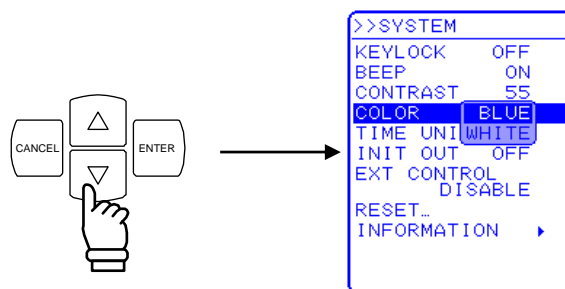 CANCEL
ENTER
>>SYSTEM
KEYLOCK OFF
BEEP ON
CONTRAST 55
COLOR BLUE
TIME UNI WHITE
INIT OUT OFF
EXT CONTROL
DISABLE
RESET…
INFORMATION